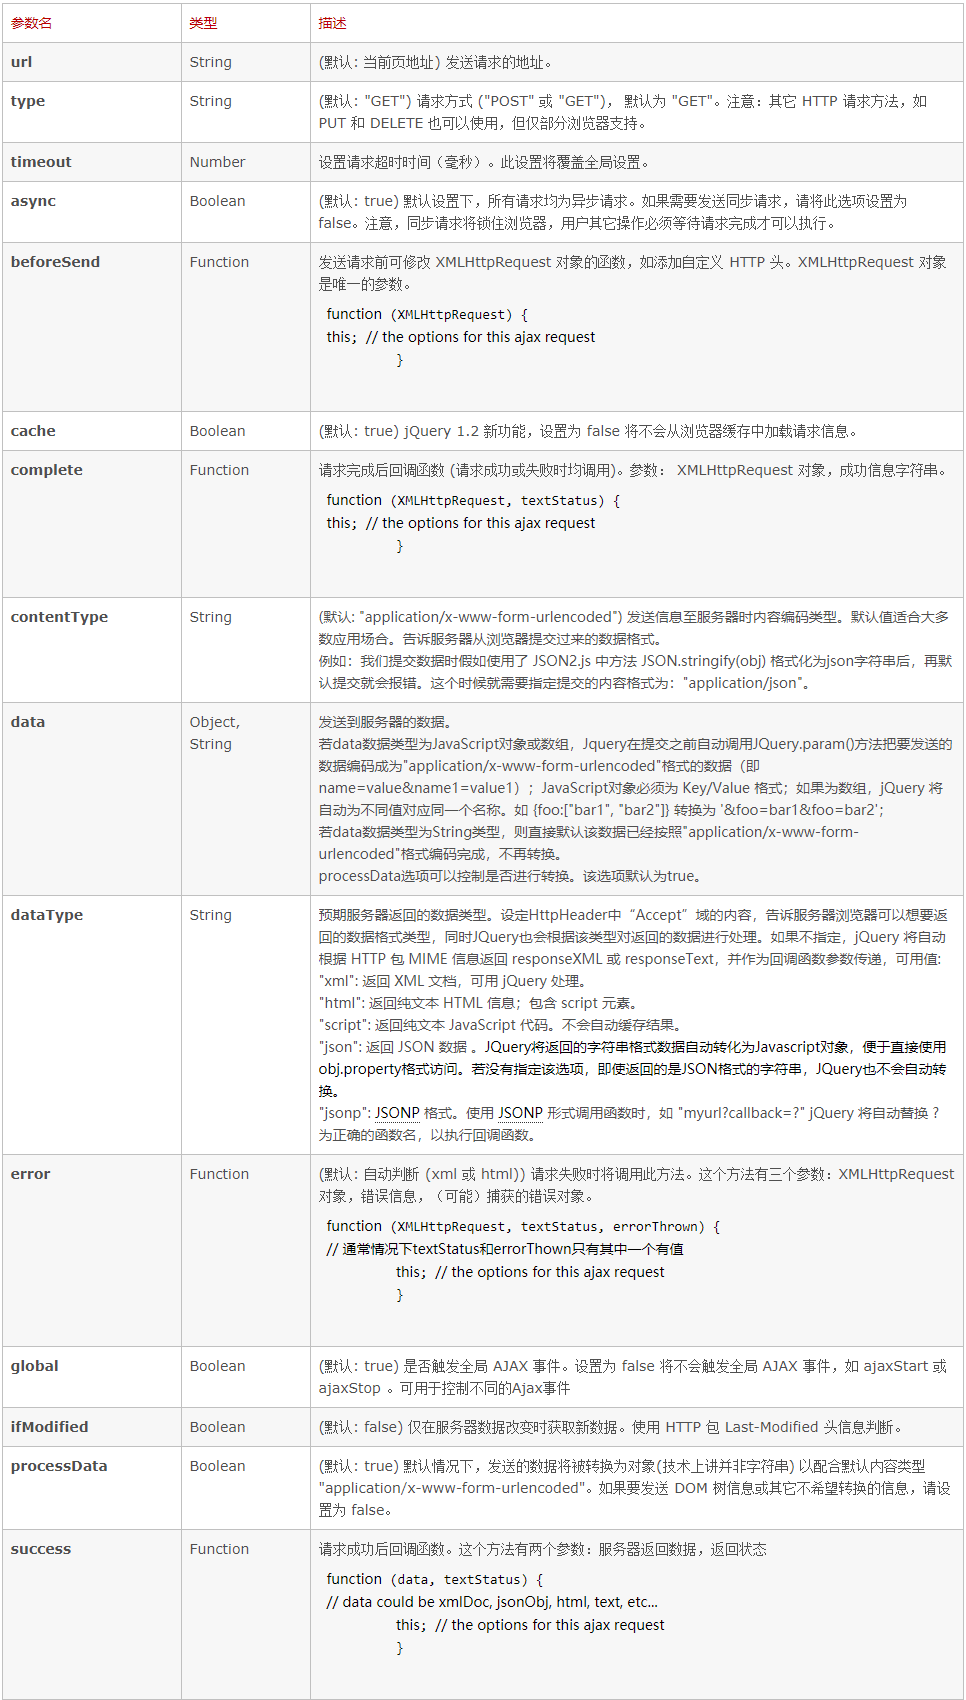 参数名 类型 描述
url String (默认: 当前页地址) 发送请求的地址。
type String (默认: "GET") 请求方式 ("POST" 或 "GET")， 默认为 "GET"。注意：其它 HTTP 请求方法，如
PUT 和 DELETE 也可以使用，但仅部分浏览器支持。
timeout Number 设置请求超时时间（毫秒）。此设置将覆盖全局设置。
async Boolean (默认: true) 默认设置下，所有请求均为异步请求。如果需要发送同步请求，请将此选项设置为
false。注意，同步请求将锁住浏览器，用户其它操作必须等待请求完成才可以执行。
beforeSend Function 发送请求前可修改 XMLHttpRequest 对象的函数，如添加自定义 HTTP 头。XMLHttpRequest 对象
是唯一的参数。
function (XMLHttpRequest) {
this; // the options for this ajax request
}
cache Boolean (默认: true) jQuery 1.2 新功能，设置为 false 将不会从浏览器缓存中加载请求信息。
complete Function 请求完成后回调函数 (请求成功或失败时均调用)。参数： XMLHttpRequest 对象，成功信息字符串。
function (XMLHttpRequest, textStatus) {
this; // the options for this ajax request
}
contentType String (默认: "application/x-www-form-urlencoded") 发送信息至服务器时内容编码类型。默认值适合大多
数应用场合。告诉服务器从浏览器提交过来的数据格式。
例如：我们提交数据时假如使用了 JSON2.js 中方法 JSON.stringify(obj) 格式化为json字符串后，再默
认提交就会报错。这个时候就需要指定提交的内容格式为："application/json"。
data Object, 发送到服务器的数据。
String 若data数据类型为JavaScript对象或数组，Jquery在提交之前自动调用JQuery.param()方法把要发送的
数据编码成为"application/x-www-form-urlencoded"格式的数据（即
name=value&name1=value1）；JavaScript对象必须为 Key/Value 格式；如果为数组，jQuery 将
自动为不同值对应同一个名称。如 {foo:["bar1", "bar2"]} 转换为 '&foo=bar1&foo=bar2'；
若data数据类型为String类型，则直接默认该数据已经按照"application/x-www-form-
urlencoded"格式编码完成，不再转换。
processData选项可以控制是否进行转换。该选项默认为true。
dataType String 预期服务器返回的数据类型。设定HttpHeader中“Accept”域的内容，告诉服务器浏览器可以想要返
回的数据格式类型，同时JQuery也会根据该类型对返回的数据进行处理。如果不指定，jQuery 将自动
根据 HTTP 包 MIME 信息返回 responseXML 或 responseText，并作为回调函数参数传递，可用值:
"xml": 返回 XML 文档，可用 jQuery 处理。
"html": 返回纯文本 HTML 信息；包含 script 元素。
"script": 返回纯文本 JavaScript 代码。不会自动缓存结果。
"json": 返回 JSON 数据 。JQuery将返回的字符串格式数据自动转化为Javascript对象，便于直接使用
obj.property格式访问。若没有指定该选项，即使返回的是JSON格式的字符串，JQuery也不会自动转
换。
"jsonp": JSONP 格式。使用 JSONP 形式调用函数时，如 "myurl?callback=?" jQuery 将自动替换 ?
为正确的函数名，以执行回调函数。
error Function (默认: 自动判断 (xml 或 html)) 请求失败时将调用此方法。这个方法有三个参数：XMLHttpRequest
对象，错误信息，（可能）捕获的错误对象。
function (XMLHttpRequest, textStatus, errorThrown) {
// 通常情况下textStatus和errorThown只有其中一个有值
this; // the options for this ajax request
}
global Boolean (默认: true) 是否触发全局 AJAX 事件。设置为 false 将不会触发全局 AJAX 事件，如 ajaxStart 或
ajaxStop 。可用于控制不同的Ajax事件
ifModified Boolean (默认: false) 仅在服务器数据改变时获取新数据。使用 HTTP 包 Last-Modified 头信息判断。
processData Boolean (默认: true) 默认情况下，发送的数据将被转换为对象(技术上讲并非字符串) 以配合默认内容类型
"application/x-www-form-urlencoded"。如果要发送 DOM 树信息或其它不希望转换的信息，请设
置为 false。
success Function 请求成功后回调函数。这个方法有两个参数：服务器返回数据，返回状态
function (data, textStatus) {
// data could be xmlDoc, jsonObj, html, text, etc...
this; // the options for this ajax request
}